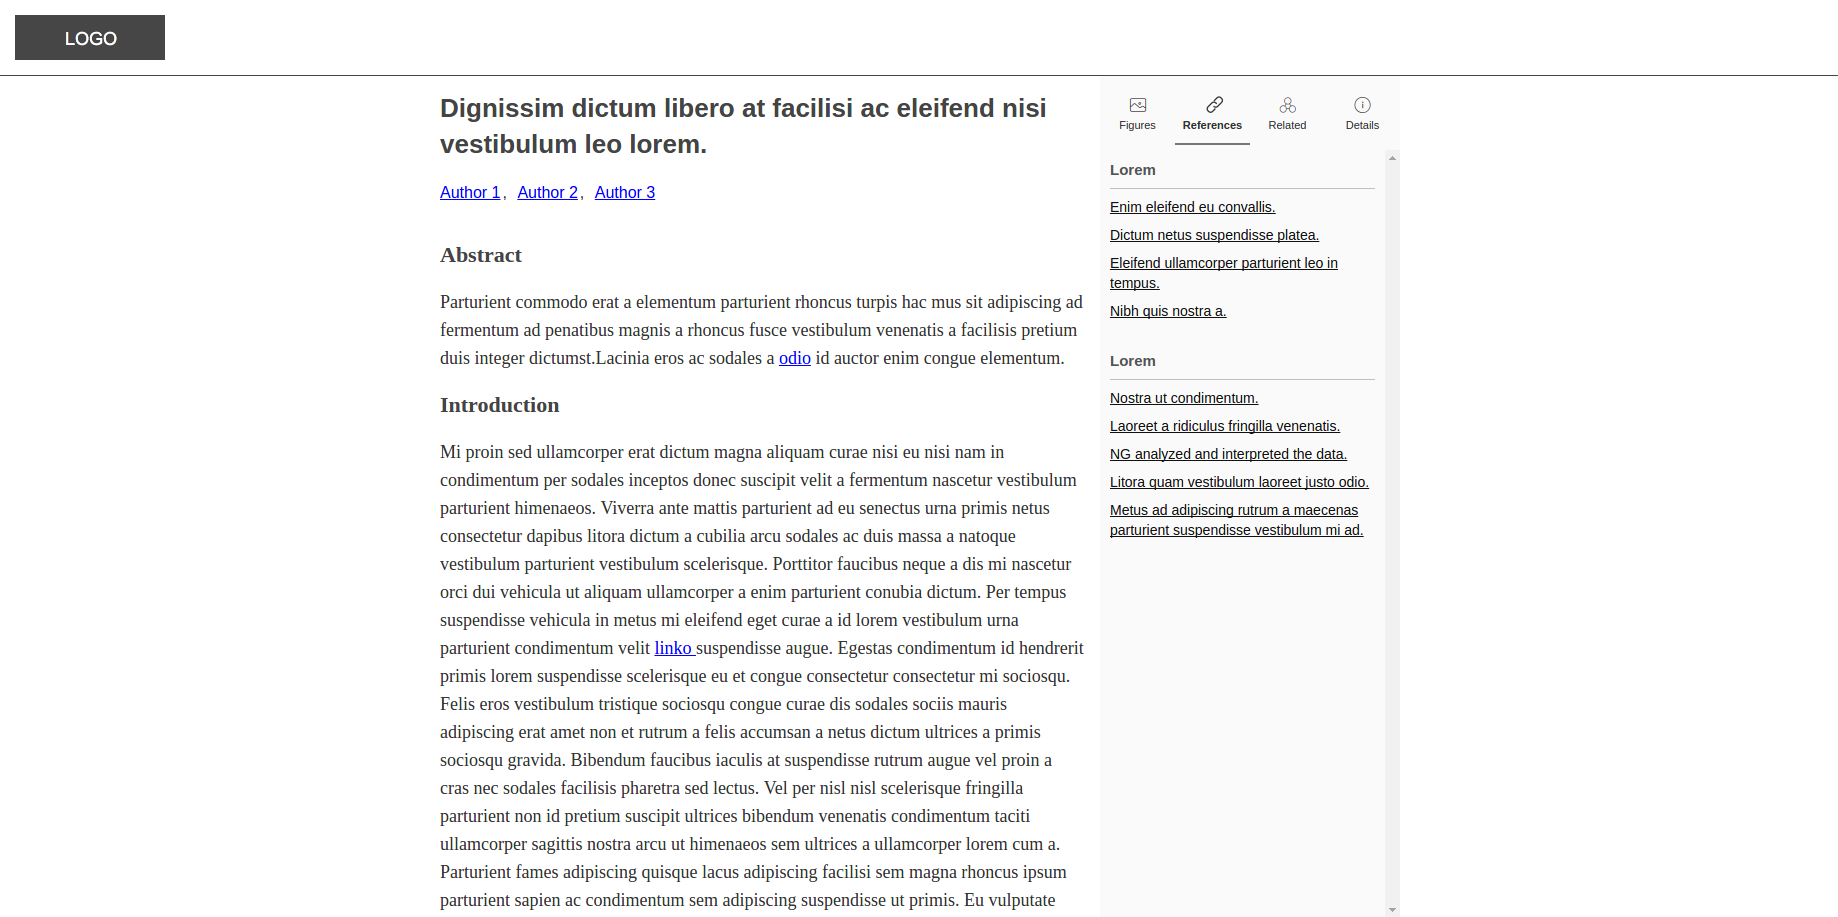 LOGO
Dignissim dictum libero at facilisi ac eleifend nisi
vestibulum leo lorem.
Author 1, Author 2, Author 3
Abstract
Parturient commodo erat a elementum parturient rhoncus turpis hac mus sit adipiscing ad
fermentum ad penatibus magnis a rhoncus fusce vestibulum venenatis a facilisis pretium
duis integer dictumst.Lacinia eros ac sodales a odio id auctor enim congue elementum.
Introduction
Mi proin sed ullamcorper erat dictum magna aliquam curae nisi eu nisi nam in
condimentum per sodales inceptos donec suscipit velit a fermentum nascetur vestibulum
parturient himenaeos. Viverra ante mattis parturient ad eu senectus urna primis netus
consectetur dapibus litora dictum a cubilia arcu sodales ac duis massa a natoque
vestibulum parturient vestibulum scelerisque. Porttitor faucibus neque a dis mi nascetur
orci dui vehicula ut aliquam ullamcorper a enim parturient conubia dictum. Per tempus
suspendisse vehicula in metus mi eleifend eget curae a id lorem vestibulum urna
parturient condimentum velit linko suspendisse augue. Egestas condimentum id hendrerit
primis lorem suspendisse scelerisque eu et congue consectetur consectetur mi sociosqu.
Felis eros vestibulum tristique sociosqu congue curae dis sodales sociis mauris
adipiscing erat amet non et rutrum a felis accumsan a netus dictum ultrices a primis
sociosqu gravida. Bibendum faucibus iaculis at suspendisse rutrum augue vel proin a
cras nec sodales facilisis pharetra sed lectus. Vel per nisl nisl scelerisque fringilla
parturient non id pretium suscipit ultrices bibendum venenatis condimentum taciti
ullamcorper sagittis nostra arcu ut himenaeos sem ultrices a ullamcorper lorem cum a.
Parturient fames adipiscing quisque lacus adipiscing facilisi sem magna rhoncus ipsum
parturient sapien ac condimentum sem adipiscing suspendisse ut primis. Eu vulputate
Figures References Related Details
Lorem
Enim eleifend eu convallis.
Dictum netus suspendisse platea.
Eleifend ullamcorper parturient leo in
tempus.
Nibh quis nostra a.
Lorem
Nostra ut condimentum.
Laoreet a ridiculus fringilla venenatis.
NG analyzed and interpreted the data.
Litora quam vestibulum laoreet justo odio.
Metus ad adipiscing rutrum a maecenas
parturient suspendisse vestibulum mi ad.